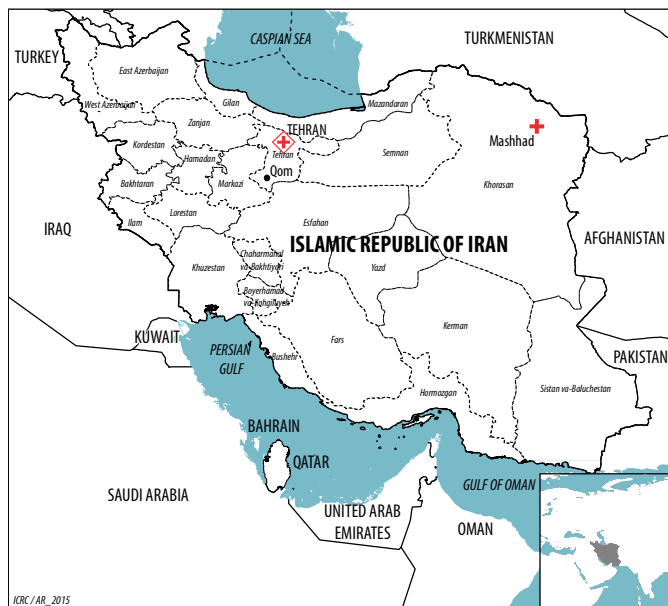 CASPIAN SEA
TURKMENISTAN
TURKEY
East Azerbaijan
West Azerbaijan
Gilan
Mazandaran
Zanjan
TEHRAN
Mashhad
Kordestan
Tehran
Semnan
Hamadan
Qom
Khorasan
Bakhtaran
Markazi
Lorestan
Ilam
Esfahan
IRAQ
ISLAMIC REPUBLIC OF IRAN
AFGHANISTAN
Chaharmahal
va-Bakhtiyari
Khuzestan
Yazd
Boyerhamad
va-Kohgiluyeh
KUWAIT
Fars
Kerman
PERSIAN
GULF
Bushehr
PAKISTAN
Hormozgan
Sistan va-Baluchestan
BAHRAIN
QATAR
GULF OF OMAN
SAUDI ARABIA
UNITED ARAB
EMIRATES
OMAN
ICRC / AR_2015